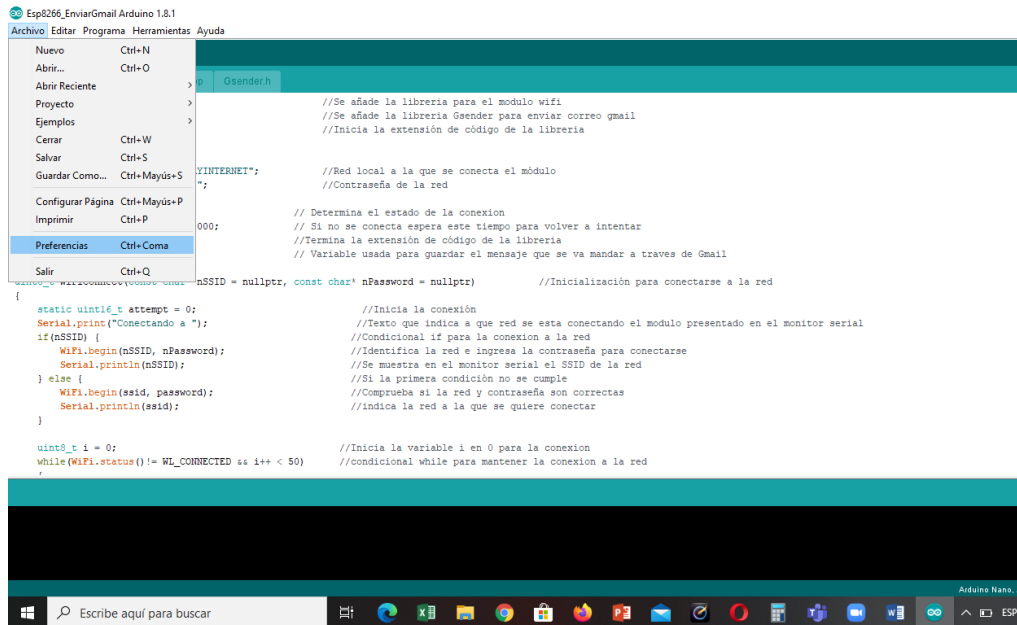 Esp8266_EnviarGmail Arduino 1.8.1
Archivo Editar Programa Herramientas Ayuda
Nuevo Ctrl+N
Abrir... Ctrl+O
Abrir Reciente
Proyecto
Ejemplos
Cerrar Ctrl+W
Salvar Ctrl+S
Guardar Como... Ctrl+Mayús+S
Configurar Página Ctrl+Mayús+P
Imprimir Ctrl+P
Preferencias Ctrl+Coma
Salir Ctrl+Q
p Gsender.h
//Se añade la libreria para el modulo wifi
//Se añade la libreria Gsender para enviar correo gmail
//Inicia la extensión de código de la libreria
YINTERNET"; //Red local a la que se conecta el módulo
"; //Contraseña de la red
// Determina el estado de la conexion
000; // Si no se conecta espera este tiempo para volver a intentar
//Termina la extensión de código de la libreria
// Variable usada para guardar el mensaje que se va mandar a traves de Gmail
nSSID = nullptr, const char* nPassword = nullptr) //Inicialización para conectarse a la red
{
static uint16_t attempt = 0; //Inicia la conexión
Serial.print("Conectando a "); //Texto que indica a que red se esta conectando el modulo presentado en el monitor serial
if(nSSID) { //Condicional if para la conexion a la red
WiFi.begin(nSSID, nPassword); //Identifica la red e ingresa la contraseña para conectarse
Serial.println(nSSID); //Se muestra en el monitor serial el SSID de la red
} else { //Si la primera condición no se cumple
WiFi.begin(ssid, password); //Comprueba si la red y contraseña son correctas
Serial.println(ssid); //indica la red a la que se quiere conectar
}
uint8_t i = 0; //Inicia la variable i en 0 para la conexion
while(WiFi.status()!= WL_CONNECTED && i++ < 50) //condicional while para mantener la conexion a la red
Arduino Nano,
Escribe aquí para buscar
ESP